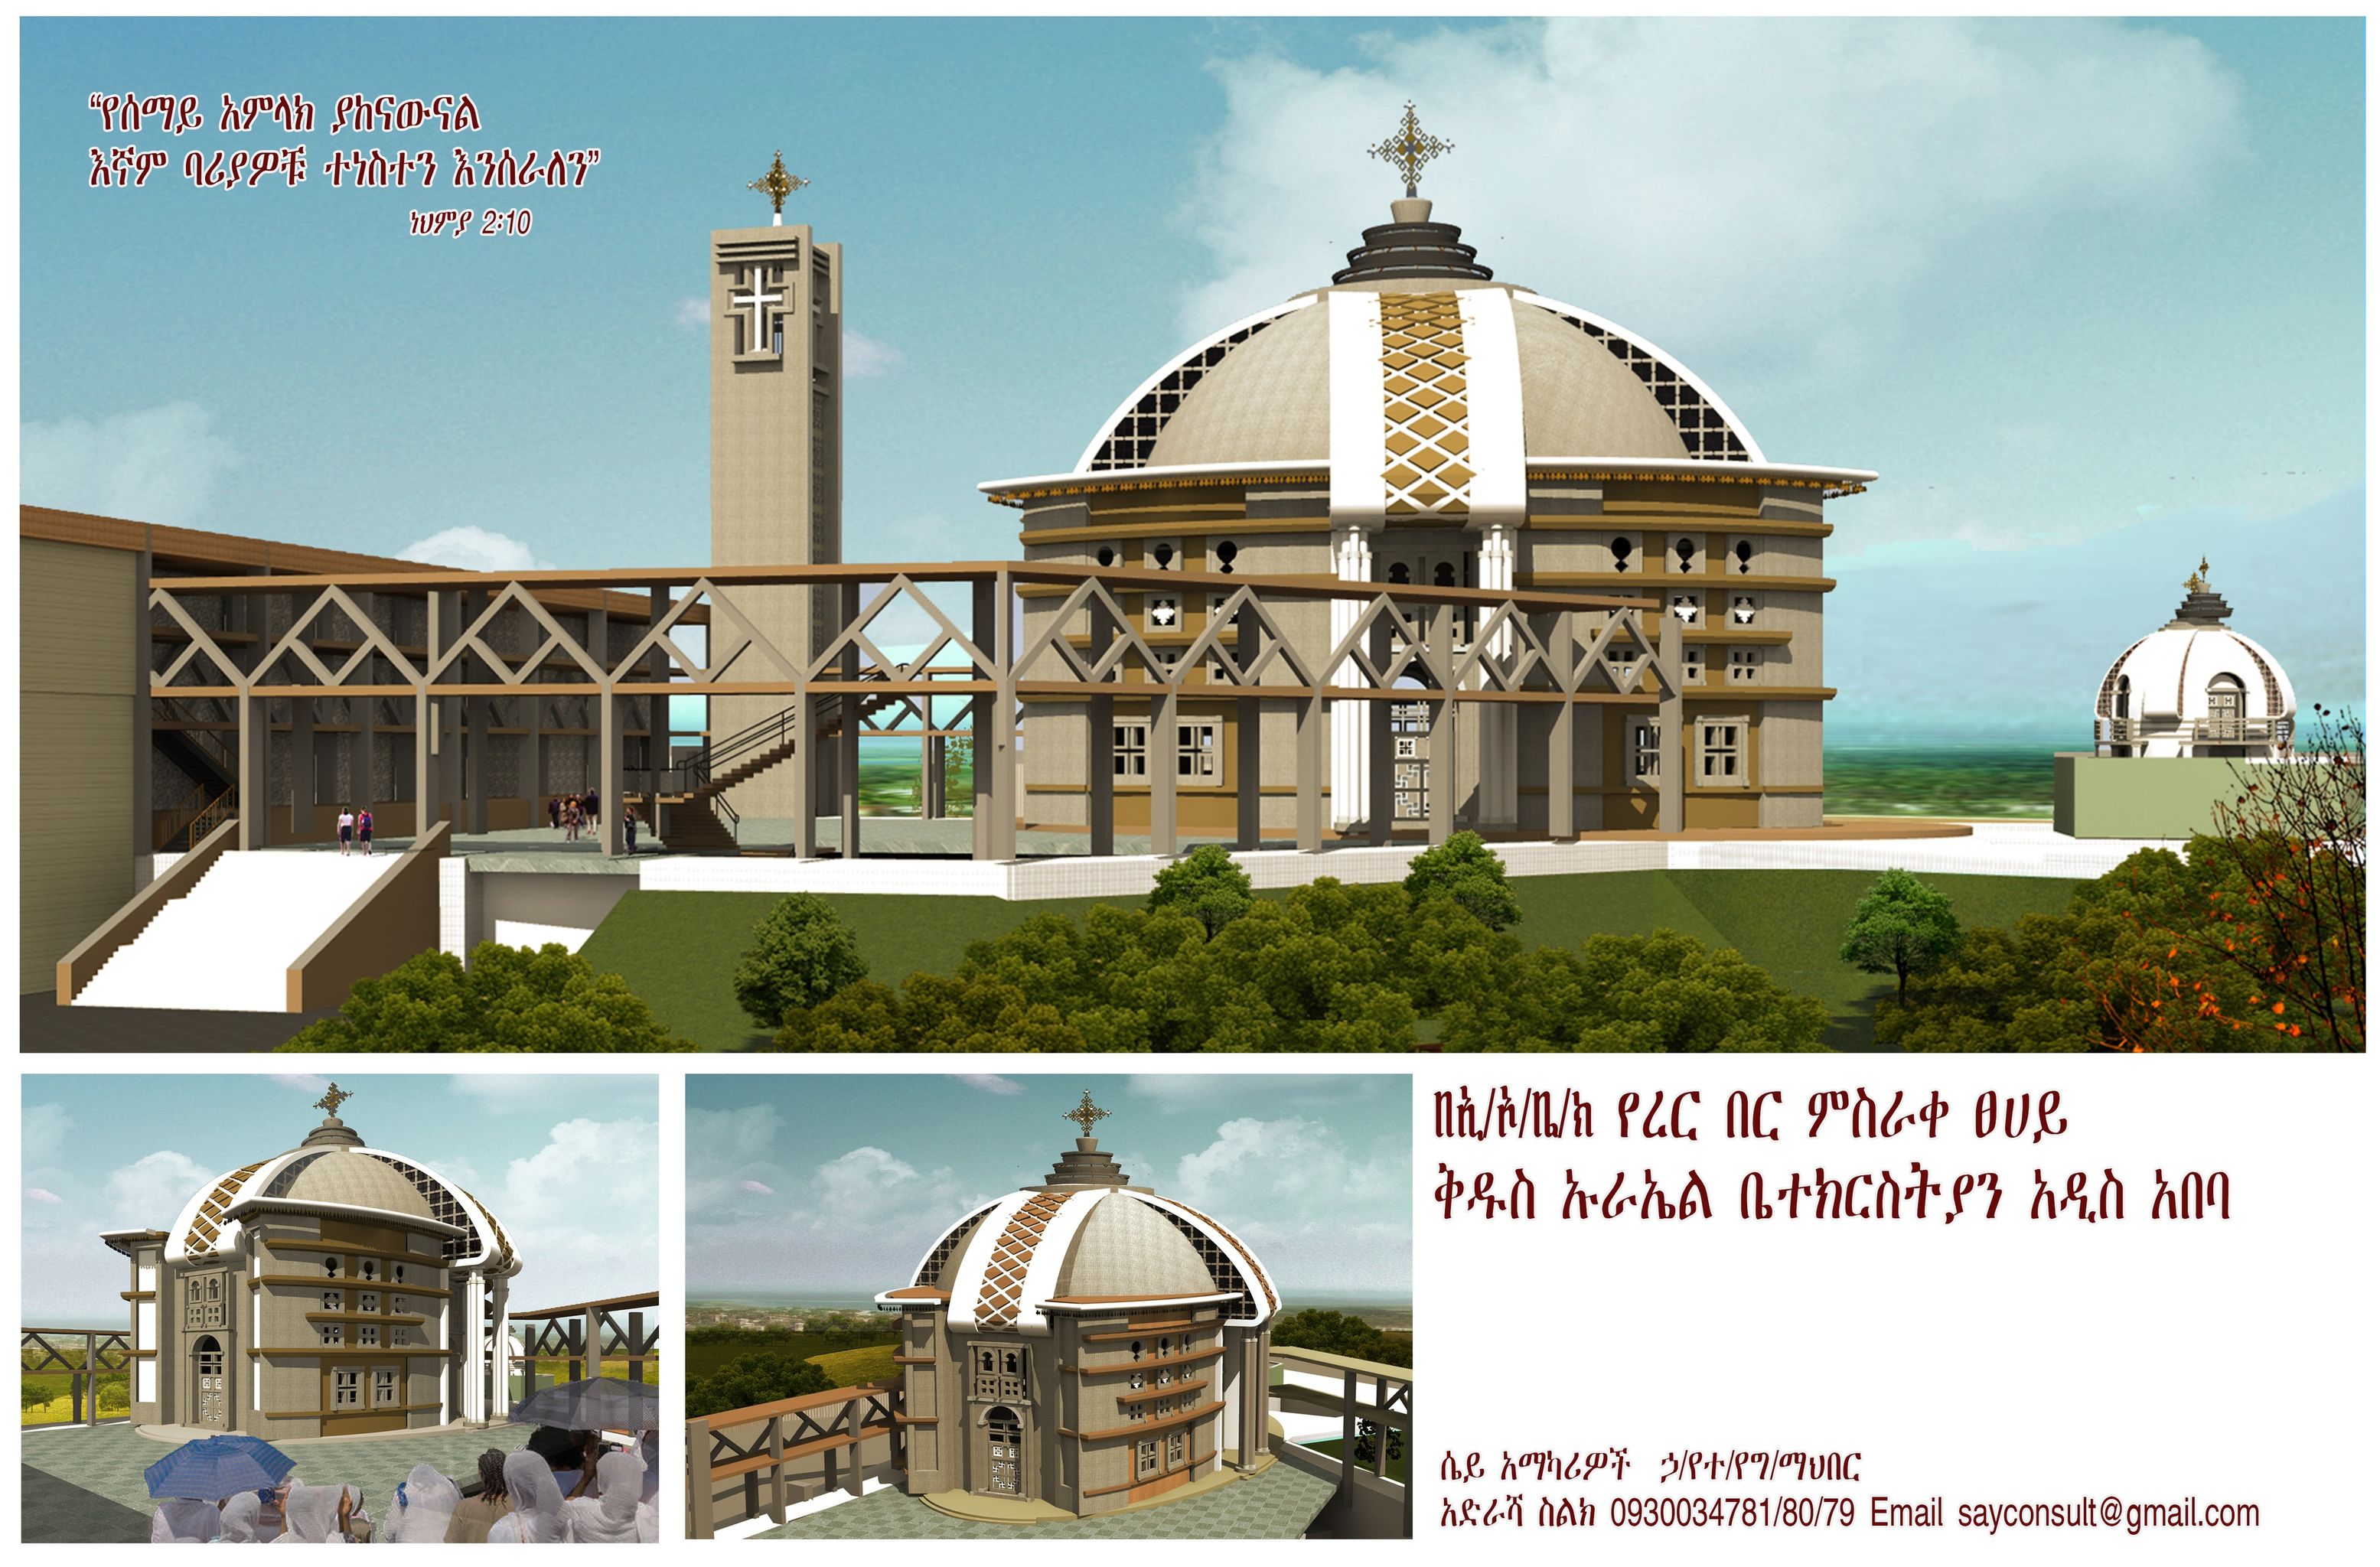 “የሰማይ አምላክ ያከናውናል
እኛም ባሪያዎቹ ተነስተን እንሰራለን”
ነህምያ 2፡10
በኢ/ኦ/ቤ/ክ የረር በር ምስራቀ ፀሀይ
ቅዱስ ኡራኤል ቤተክርስትያን አዲስ አበባ
ሴይ አማካሪዎች ኃ/የተ/የግ/ማህበር
አድራሻ ስልክ 0930034781/80/79 Email sayconsult@gmail.com